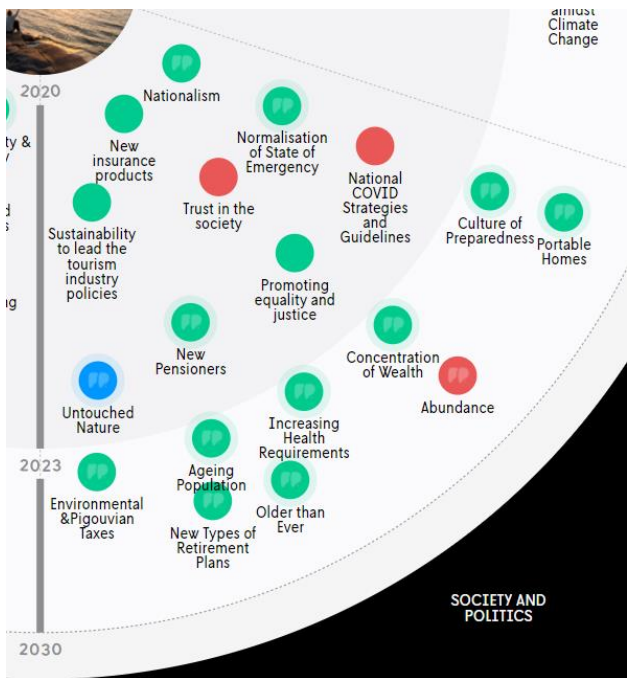 amidst
Climate
Change
2020
Nationalism
New
insurance
products
Normalisation
of State of
Emergency
ty &
y
Trust in the
society
National
COVID
Strategies
and
Guidelines
Culture of
Preparedness
Portable
Homes
d
s
Sustainability
to lead the
tourism
industry
policies
Promoting
equality and
justice
ng
New
Pensioners
Concentration
of Wealth
Abundance
Untouched
Nature
Increasing
Health
Requirements
2023
Ageing
Population
Environmental
&Pigouvian
Taxes
New Types of
Retirement
Plans
Older than
Ever
SOCIETY AND
POLITICS
2030